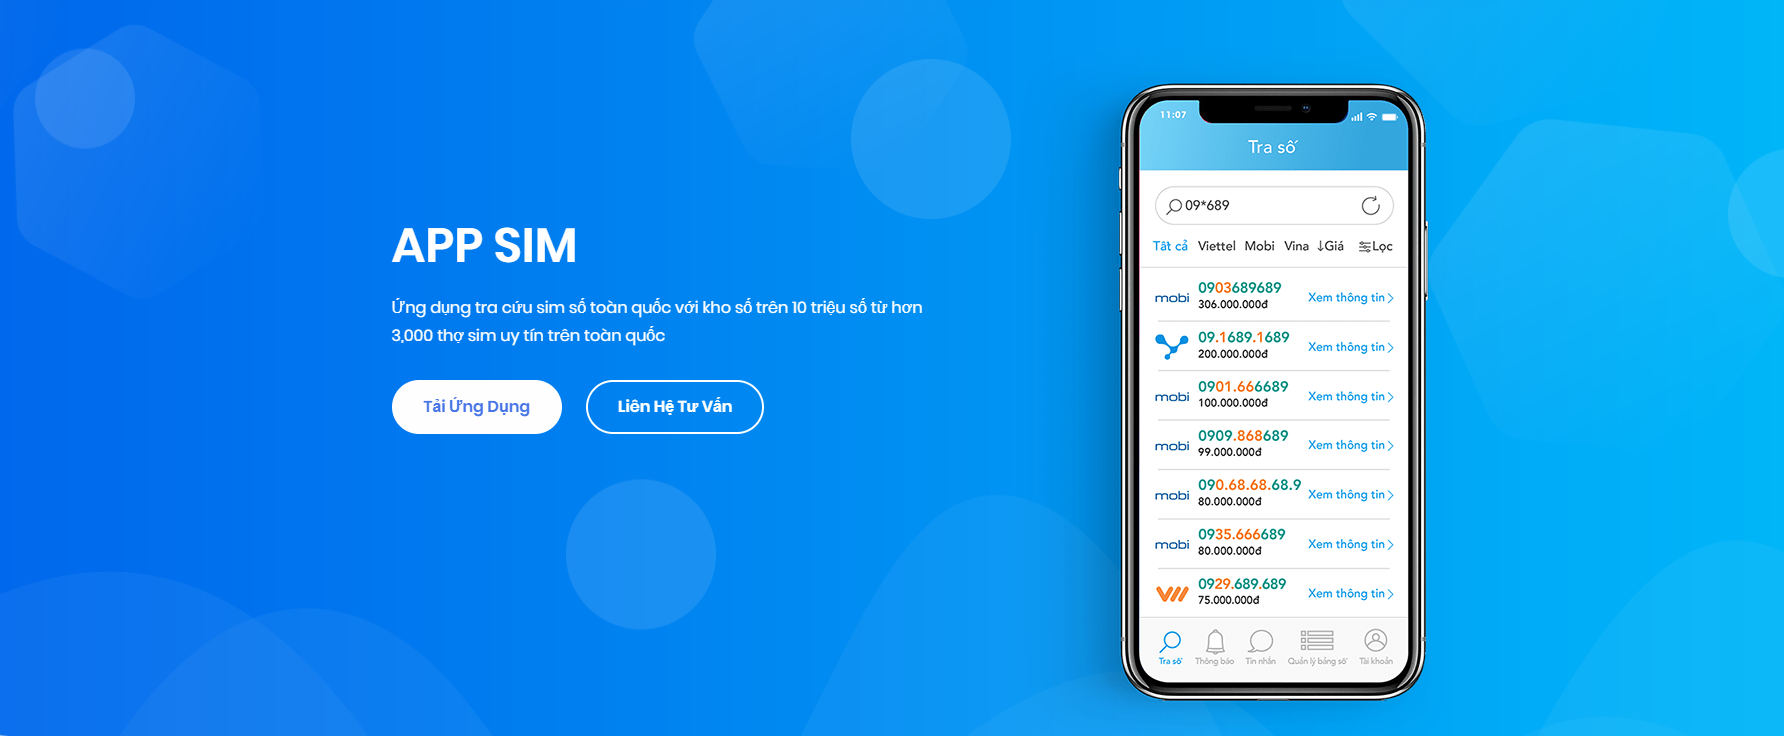 APP SIM
Ứng dụng tra cứu sim số toàn quốc với kho số trên 10 triệu số từ hơn
3,000 thợ sim uy tín trên toàn quốc
Tải Ứng Dụng
Liên Hệ Tư Vấn
11:07
Tra số
09*689
Tất cả Viettel Mobi Vina ↓Giá Lọc
mobi 0903689689 Xem thông tin
306.000.000đ
09.1689.1689 Xem thông tin
200.000.000đ
mobi 0901.666689 Xem thông tin
100.000.000đ
mobi 0909.868689 Xem thông tin
99.000.000đ
mobi 090.68.68.68.9 Xem thông tin
80.000.000đ
mobi 0935.666689 Xem thông tin
80.000.000đ
0929.689.689 Xem thông tin
75.000.000đ
Tra số Thông báo Tin nhắn Quản lý bảng số Tài khoản